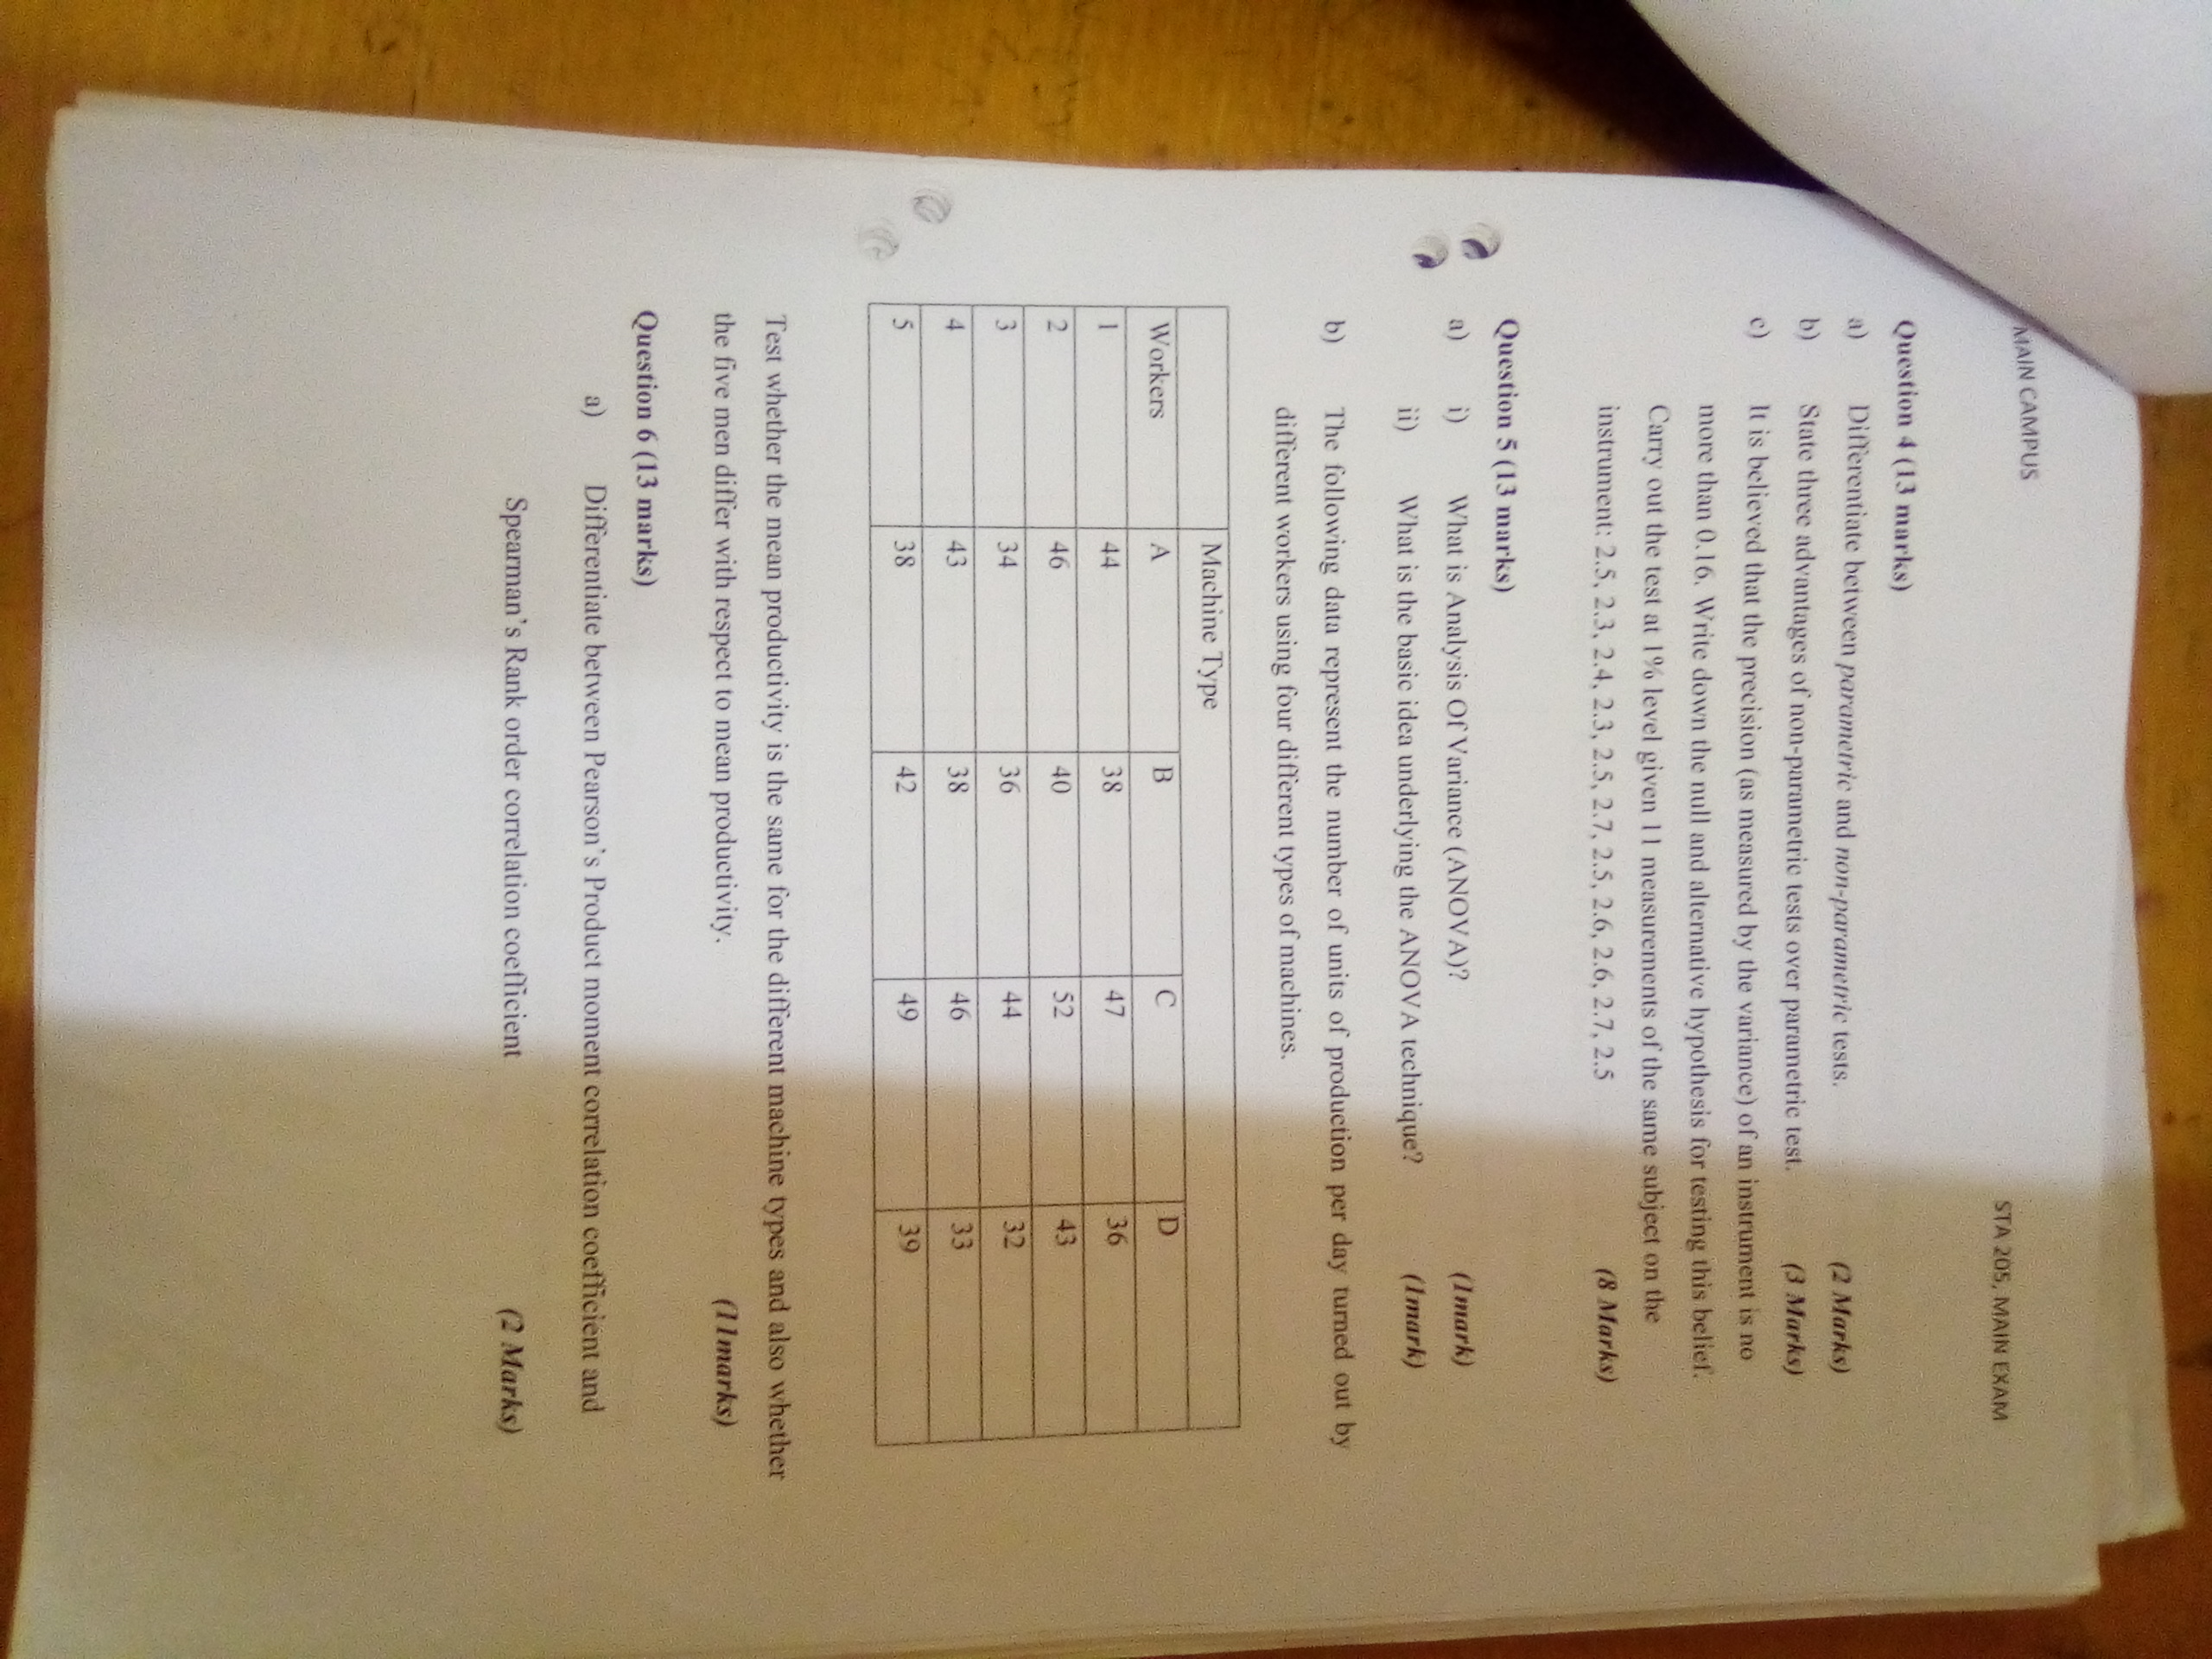 MAIN CAMPUS
STA 205, MAIN EXAM
Question 4 (13 marks)
a) Differentiate between parametric and non-parametric tests. (2 Marks)
b) State three advantages of non-parametric tests over parametric test. (3 Marks)
c) It is believed that the precision (as measured by the variance) of an instrument is no
more than 0.16. Write down the null and alternative hypothesis for testing this belief.
Carry out the test at 1% level given 11 measurements of the same subject on the
instrument: 2.5, 2.3, 2.4, 2.3, 2.5, 2.7, 2.5, 2.6, 2.6, 2.7, 2.5 (8 Marks)
Question 5 (13 marks)
a) i) What is Analysis Of Variance (ANOVA)? (1mark)
ii) What is the basic idea underlying the ANOVA technique? (1mark)
b) The following data represent the number of units of production per day turned out by
different workers using four different types of machines.
Machine Type
Workers A B C D
1 44 38 47 36
2 46 40 52 43
3 34 36 44 32
4 43 38 46 33
5 38 42 49 39
Test whether the mean productivity is the same for the different machine types and also whether
the five men differ with respect to mean productivity. (11marks)
Question 6 (13 marks)
a) Differentiate between Pearson's Product moment correlation coefficient and
Spearman's Rank order correlation coefficient (2 Marks)